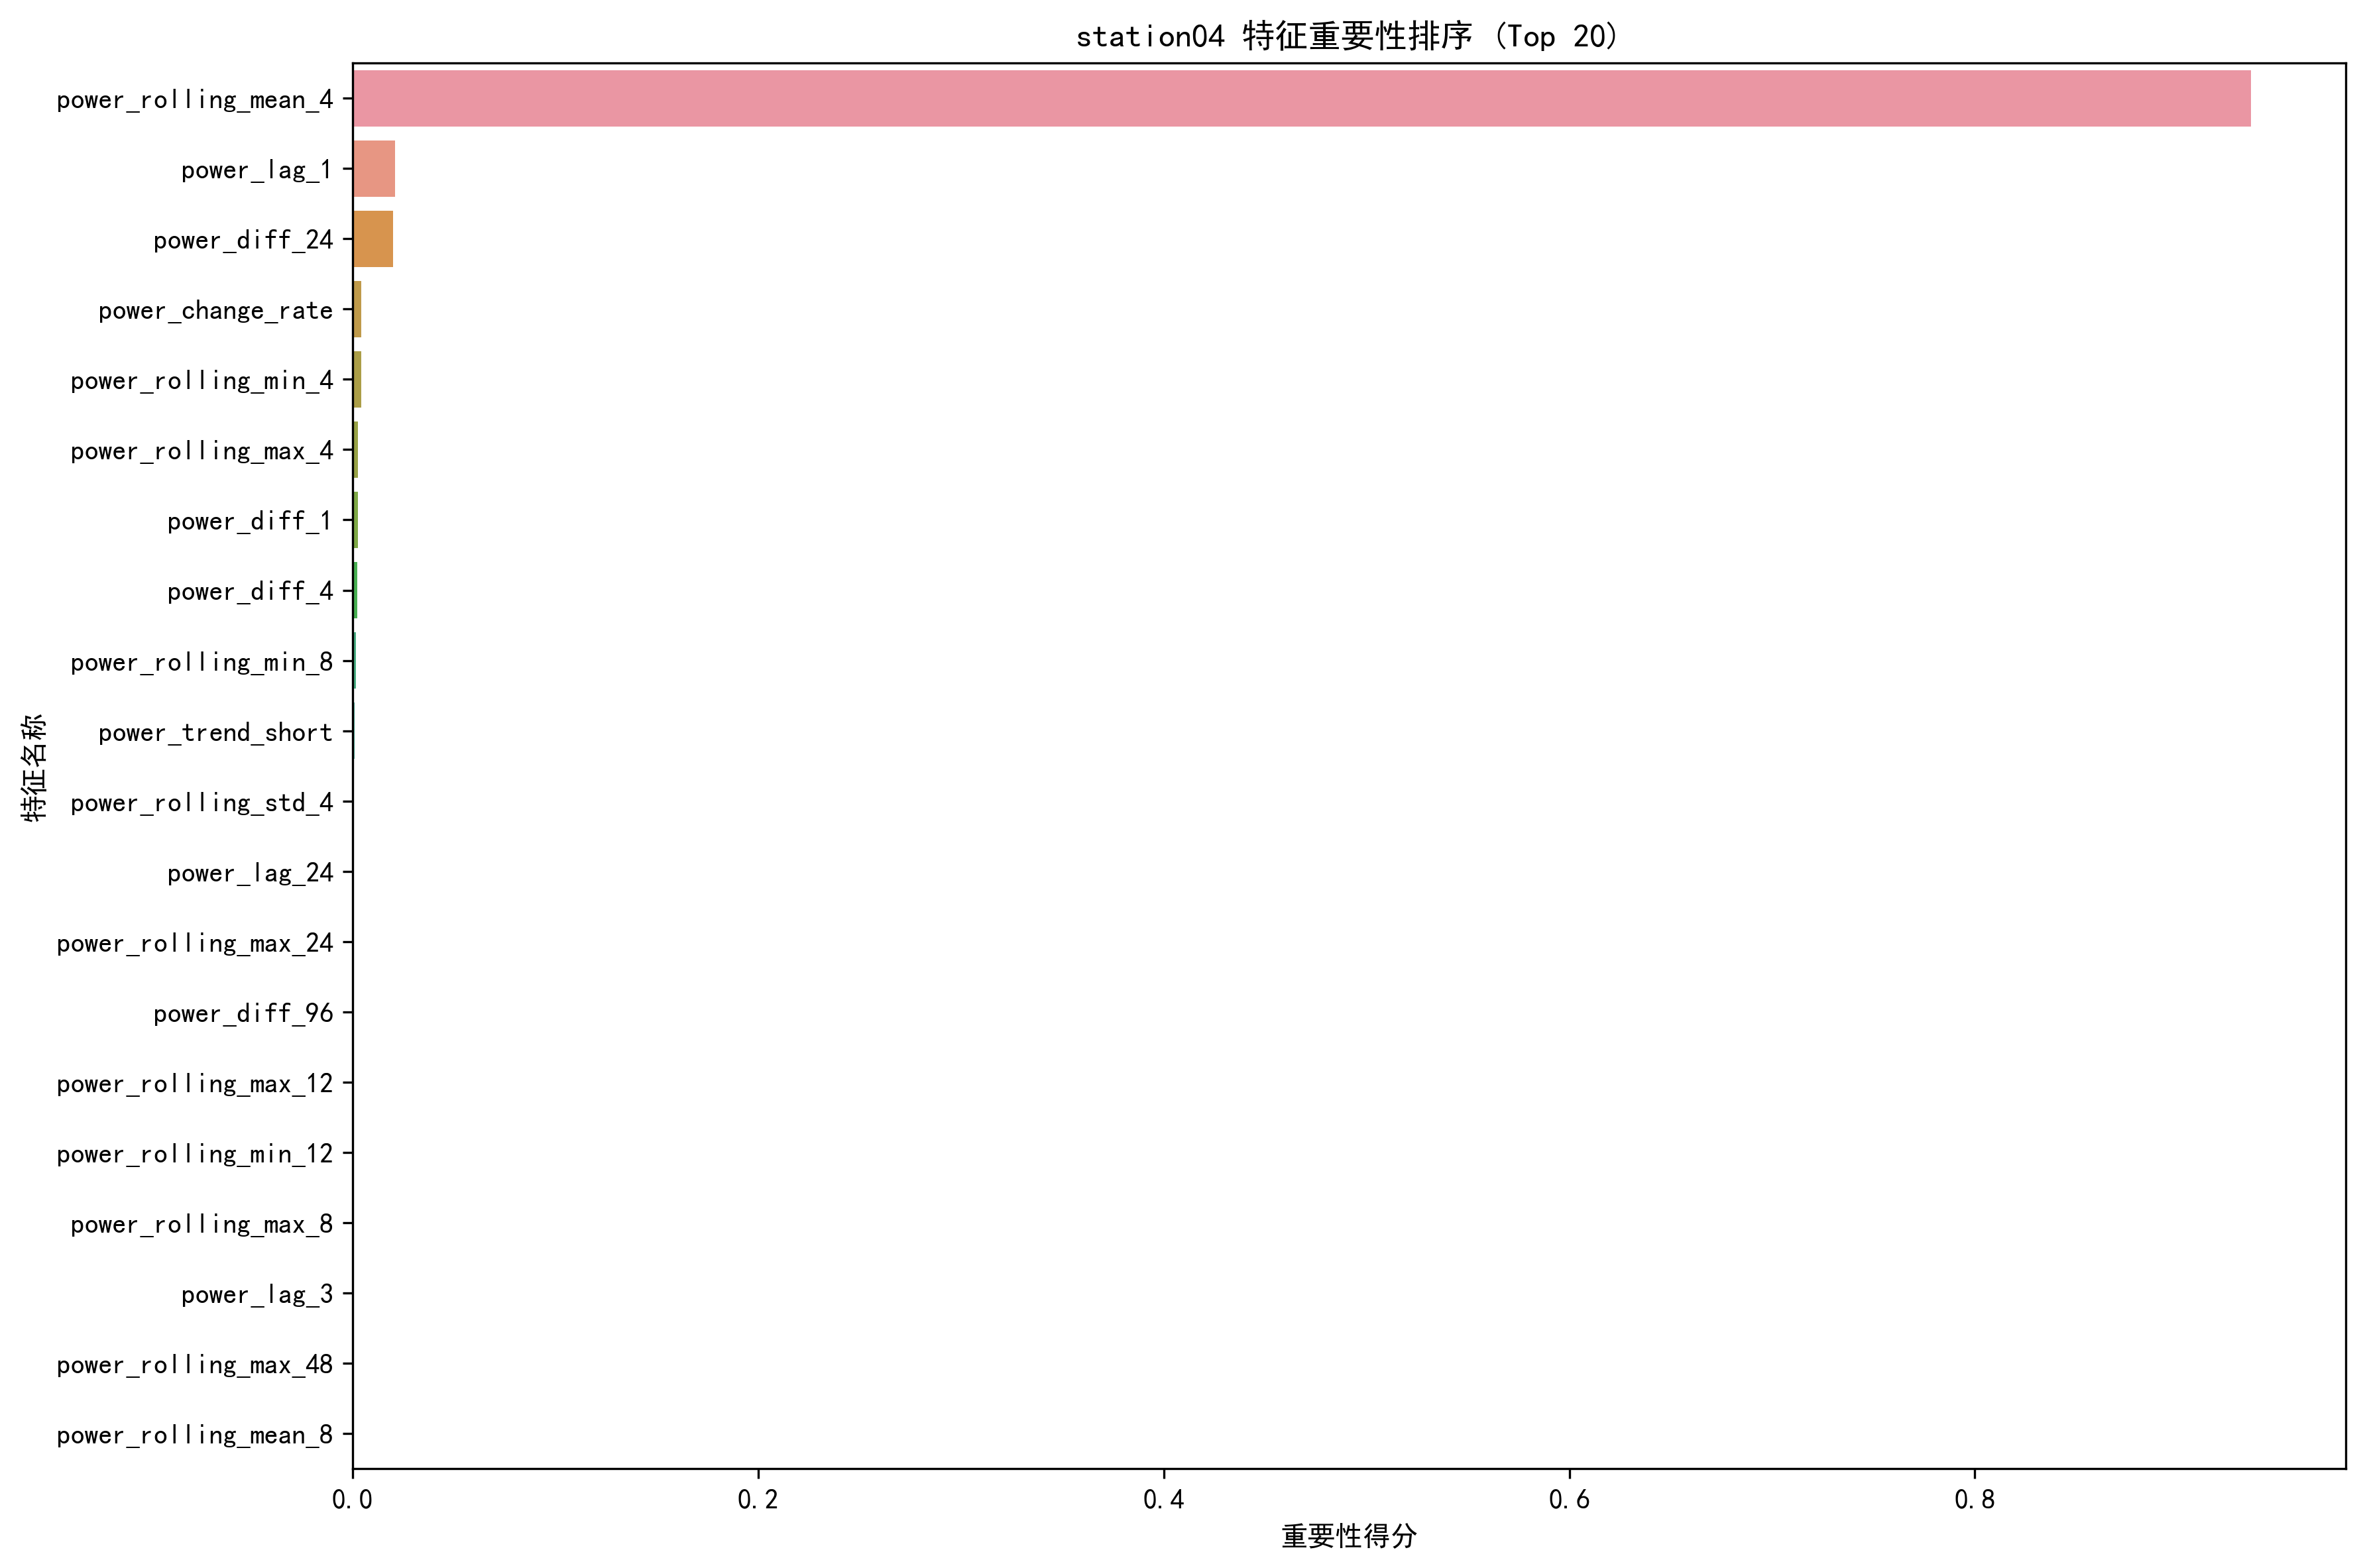 station04 特征重要性排序 (Top 20)
power_rolling_mean_4
power_lag_1
power_diff_24
power_change_rate
power_rolling_min_4
power_rolling_max_4
power_diff_1
power_diff_4
power_rolling_min_8
power_trend_short
power_rolling_std_4
power_lag_24
power_rolling_max_24
power_diff_96
power_rolling_max_12
power_rolling_min_12
power_rolling_max_8
power_lag_3
power_rolling_max_48
power_rolling_mean_8
特征名称
0.0 0.2 0.4 0.6 0.8
重要性得分